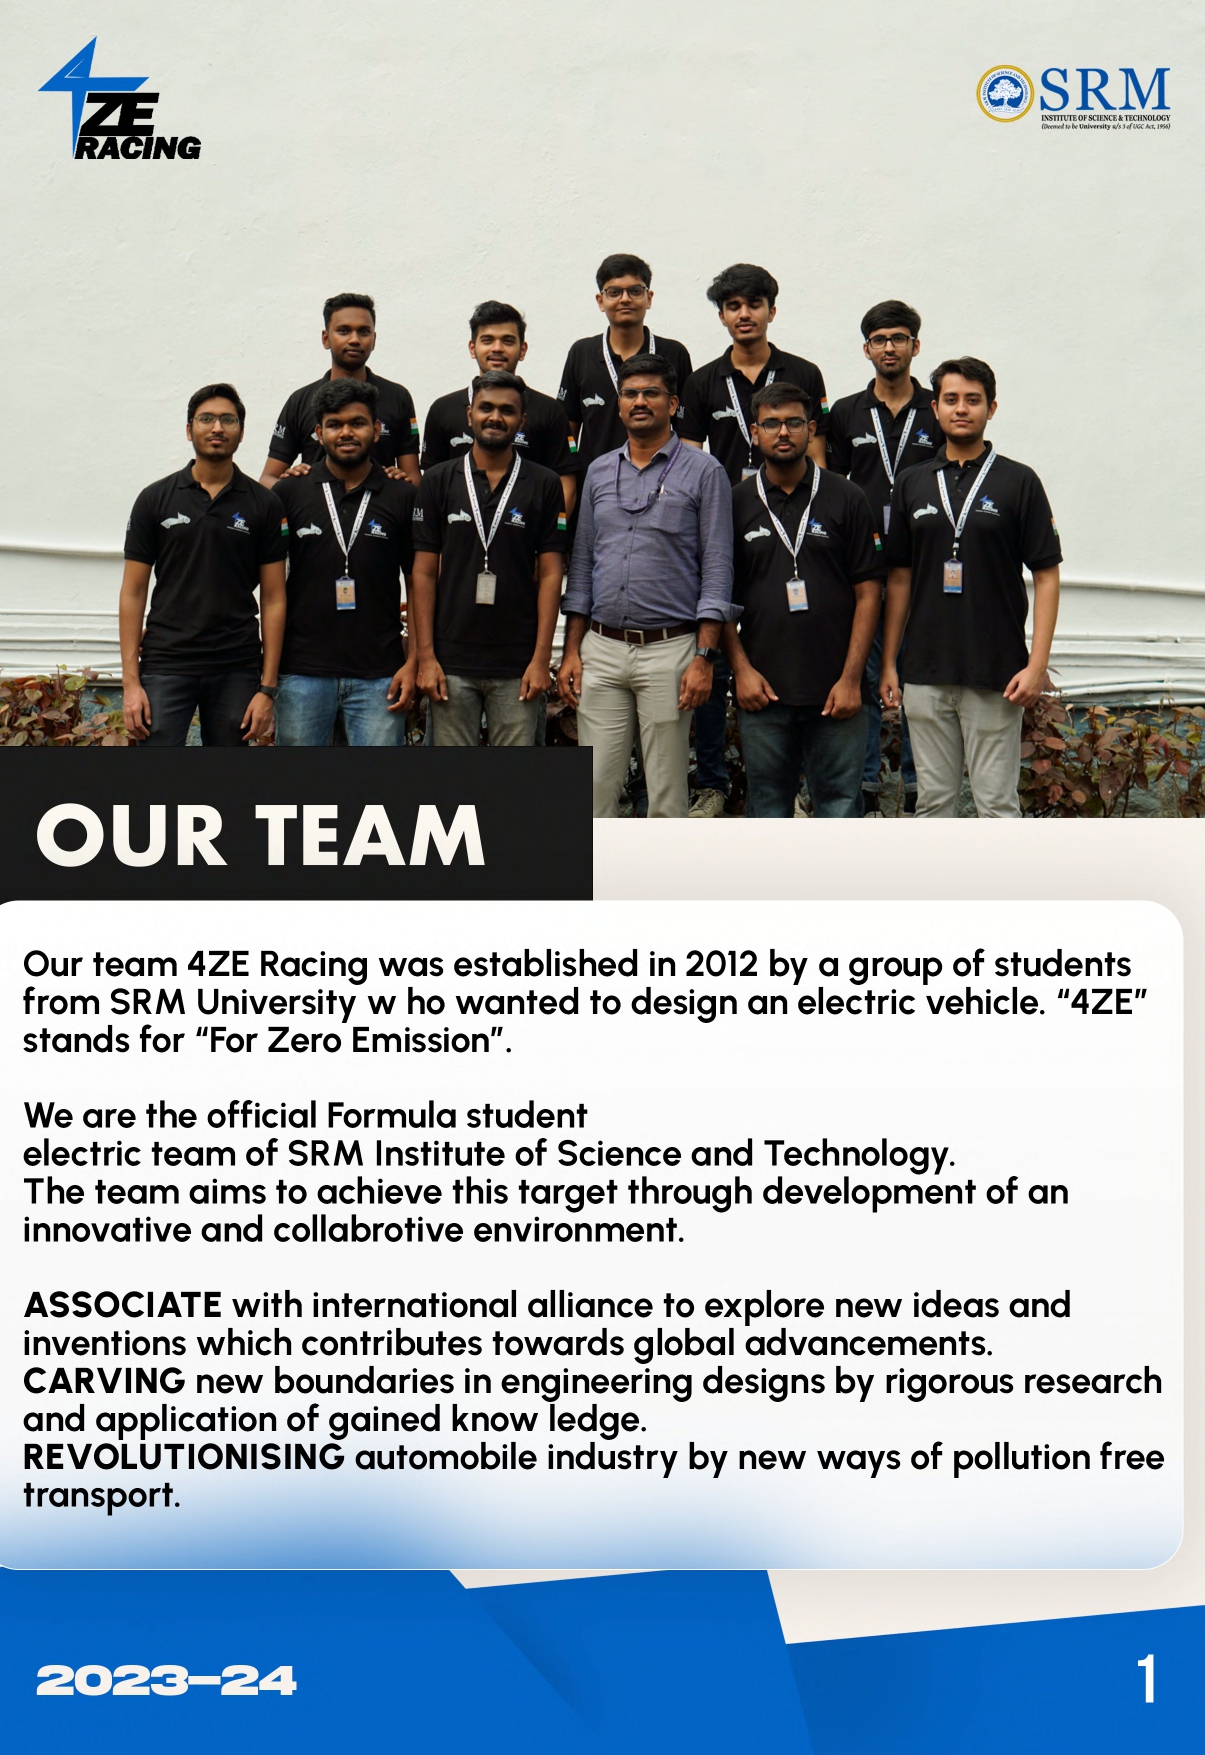 4ZE
RACING
SRM
INSTITUTE OF SCIENCE & TECHNOLOGY
(Deemed to be University u/s 3 of UGC Act, 1956)
OUR TEAM
Our team 4ZE Racing was established in 2012 by a group of students
from SRM University w ho wanted to design an electric vehicle. “4ZE”
stands for “For Zero Emission”.
We are the official Formula student
electric team of SRM Institute of Science and Technology.
The team aims to achieve this target through development of an
innovative and collabrotive environment.
ASSOCIATE with international alliance to explore new ideas and
inventions which contributes towards global advancements.
CARVING new boundaries in engineering designs by rigorous research
and application of gained know ledge.
REVOLUTIONISING automobile industry by new ways of pollution free
transport.
2023–24
1